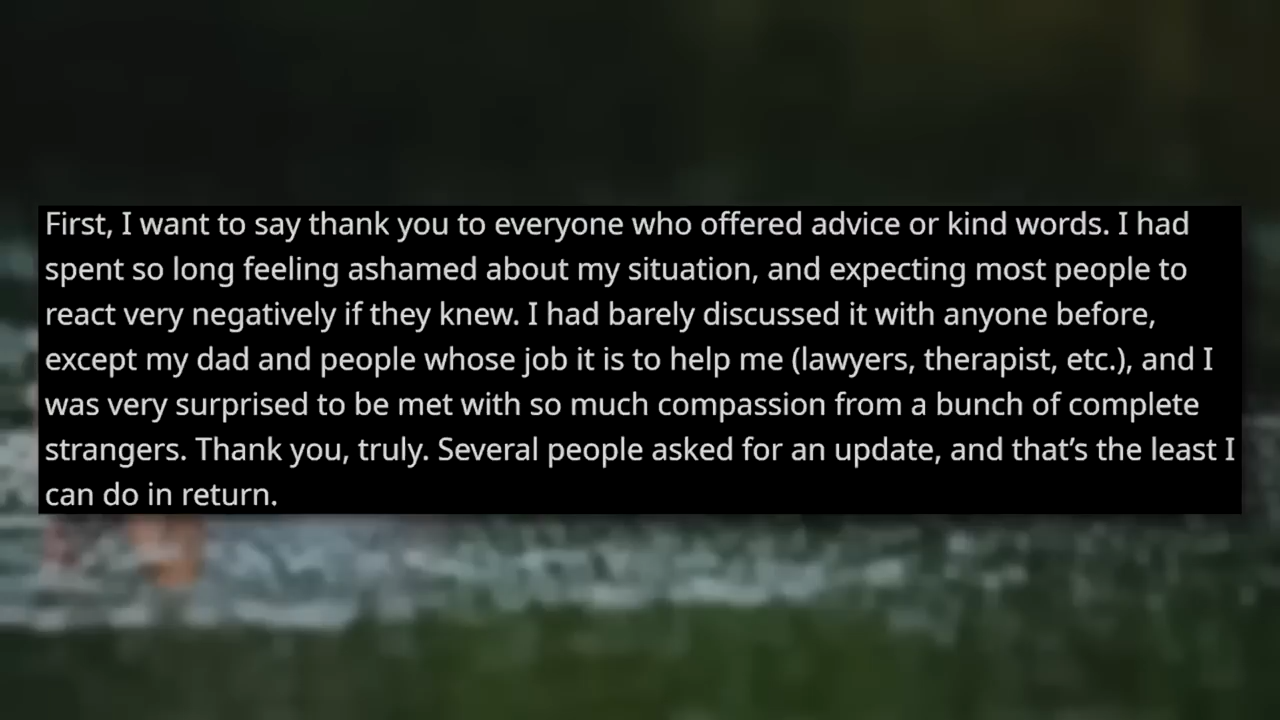 First, I want to say thank you to everyone who offered advice or kind words. I had
spent so long feeling ashamed about my situation, and expecting most people to
react very negatively if they knew. I had barely discussed it with anyone before,
except my dad and people whose job it is to help me (lawyers, therapist, etc.), and I
was very surprised to be met with so much compassion from a bunch of complete
strangers. Thank you, truly. Several people asked for an update, and that’s the least I
can do in return.